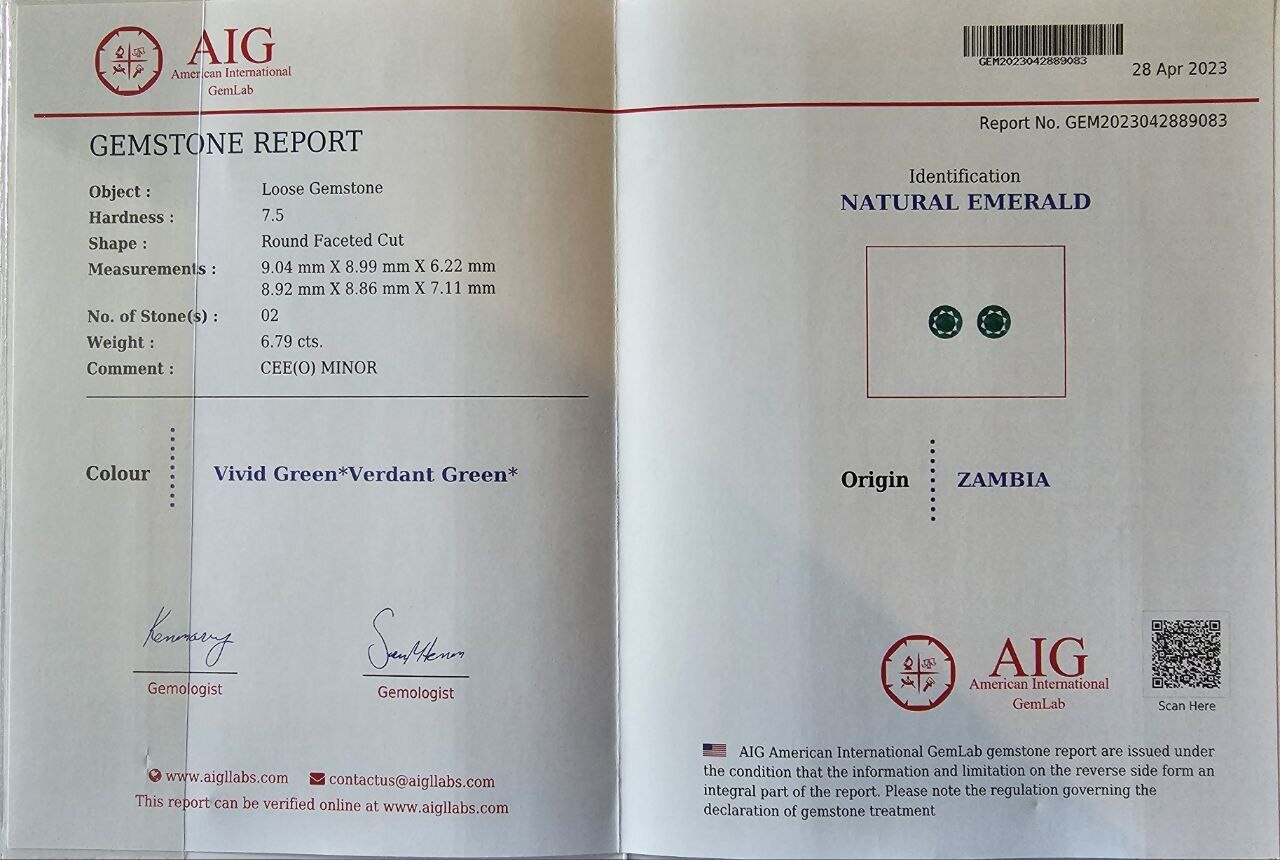 AIG
American International
GemLab
GEMSTONE REPORT
Object : Loose Gemstone
Hardness : 7.5
Shape : Round Faceted Cut
Measurements : 9.04 mm X 8.99 mm X 6.22 mm
8.92 mm X 8.86 mm X 7.11 mm
No. of Stone(s) : 02
Weight : 6.79 cts.
Comment : CEE(O) MINOR
Colour Vivid Green*Verdant Green*
Gemologist Gemologist
www.aigllabs.com contactus@aigllabs.com
This report can be verified online at www.aigllabs.com
GEM2023042889083
28 Apr 2023
Report No. GEM2023042889083
Identification
NATURAL EMERALD
Origin ZAMBIA
AIG
American International
GemLab
Scan Here
AIG American International GemLab gemstone report are issued under
the condition that the information and limitation on the reverse side form an
integral part of the report. Please note the regulation governing the
declaration of gemstone treatment